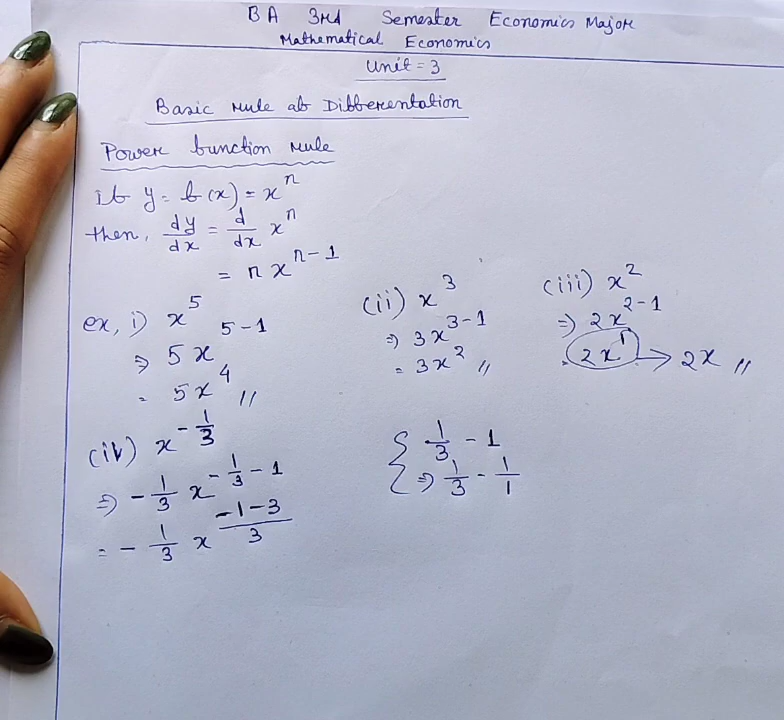 BA 3rd Semester Economics Major
Mathematical Economics
Unit = 3
Basic rule of Differentation
Power function rule
if y = f(x) = x^n
then, dy/dx = d/dx x^n
= n x^{n-1}
ex, i) x^5
⇒ 5x^{5-1}
= 5x^4 //
(ii) x^3
⇒ 3x^{3-1}
= 3x^2 //
(iii) x^2
⇒ 2x^{2-1}
= 2x^1 → 2x //
(iv) x^{-1/3}
⇒ -1/3 x^{-1/3 - 1}
= -1/3 x^{(-1-3)/3}
{ 1/3 - 1
⇒ 1/3 - 1/1